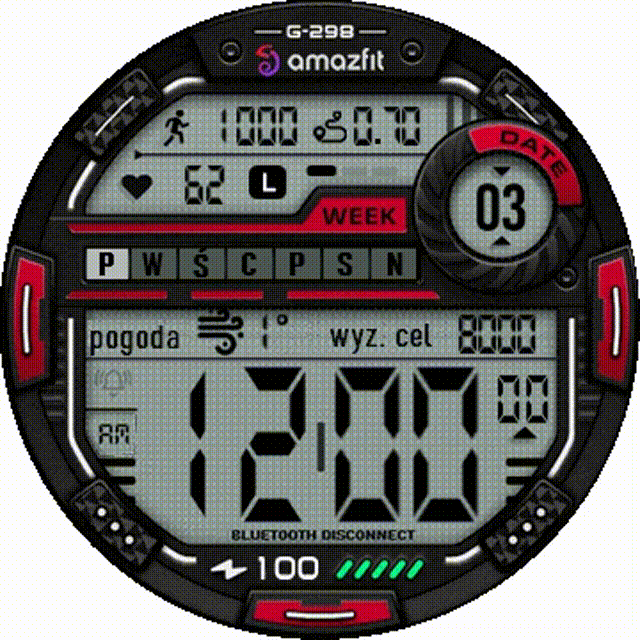 G-298
amazfit
1000 0.70
DATE
62 L
03
WEEK
P W Ś C P S N
pogoda 1° wyz. cel 8000
AM 12:00 00
BLUETOOTH DISCONNECT
100